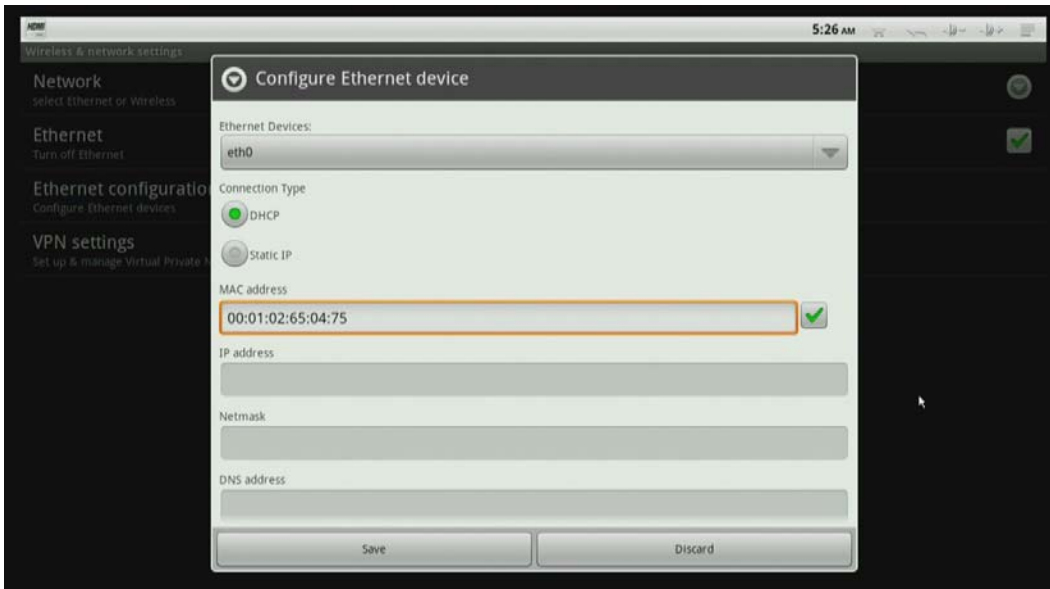 HDMI
5:26 AM
Wireless & network settings
Network
select Ethernet or Wireless
Ethernet
Turn off Ethernet
Ethernet configuratio
Configure Ethernet devices
VPN settings
Set up & manage Virtual Private N
Configure Ethernet device
Ethernet Devices:
eth0
Connection Type
DHCP
Static IP
MAC address
00:01:02:65:04:75
IP address
Netmask
DNS address
Save
Discard